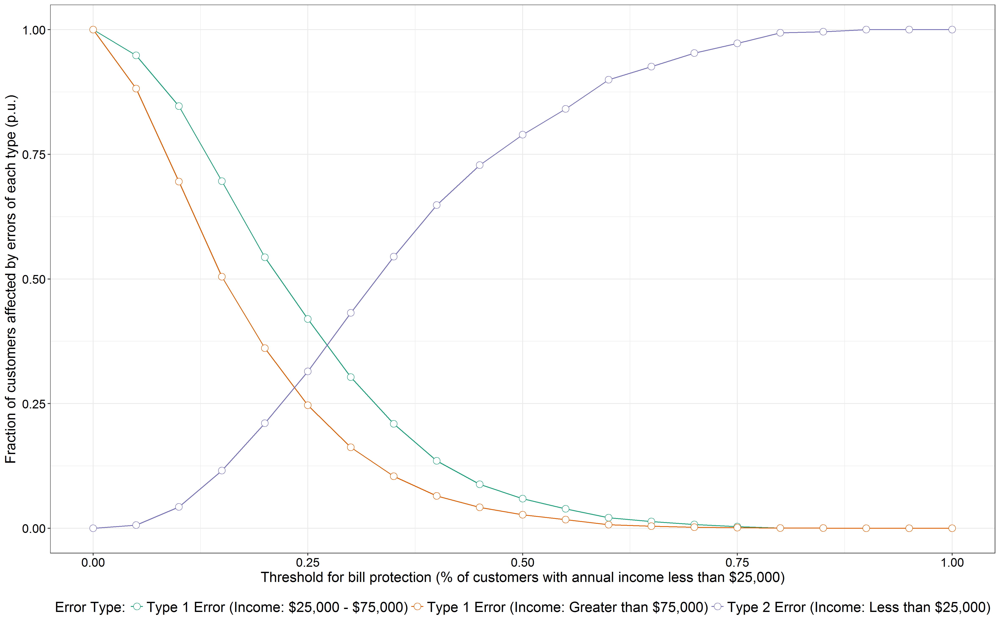 Fraction of customers affected by errors of each type (p.u.)
1.00
0.75
0.50
0.25
0.00
0.00 0.25 0.50 0.75 1.00
Threshold for bill protection (% of customers with annual income less than $25,000)
Error Type: Type 1 Error (Income: $25,000 - $75,000) Type 1 Error (Income: Greater than $75,000) Type 2 Error (Income: Less than $25,000)